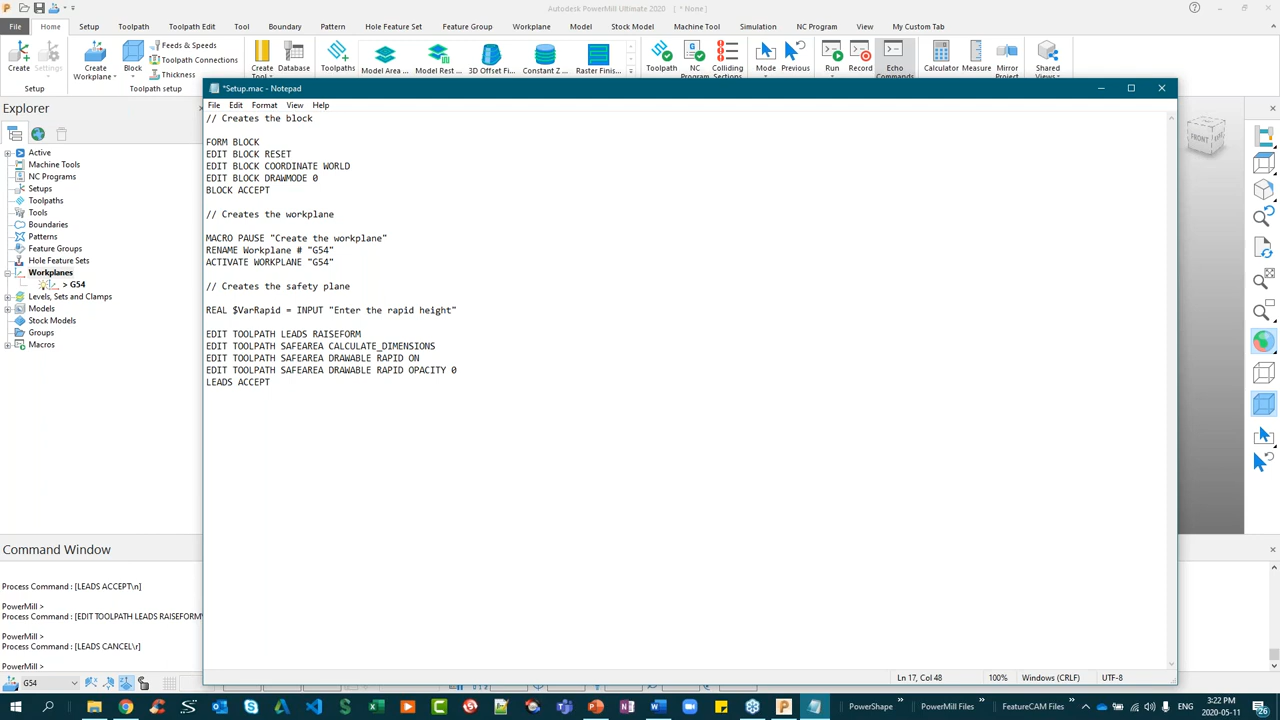 Autodesk PowerMill Ultimate 2020 [ * None ]
File Home Setup Toolpath Toolpath Edit Tool Boundary Pattern Hole Feature Set Feature Group Workplane Model Stock Model Machine Tool Simulation NC Program My Custom Tab
Create
Settings
Setup
Create
Workplane
Block
Feeds & Speeds
Toolpath Connections
Thickness
Toolpath setup
Create
Tool
Database
Toolpaths
Model Area ...
Model Rest ...
3D Offset Fi...
Constant Z ...
Raster Finis...
Toolpath
NC
Program
Colliding
Sections
Mode
Previous
Run
Record
Echo
Commands
Calculator
Measure
Mirror
Project
Shared
Views
*Setup.mac - Notepad
File Edit Format View Help
// Creates the block
FORM BLOCK
EDIT BLOCK RESET
EDIT BLOCK COORDINATE WORLD
EDIT BLOCK DRAWMODE 0
BLOCK ACCEPT
// Creates the workplane
MACRO PAUSE "Create the workplane"
RENAME Workplane # "G54"
ACTIVATE WORKPLANE "G54"
// Creates the safety plane
REAL $VarRapid = INPUT "Enter the rapid height"
EDIT TOOLPATH LEADS RAISEFORM
EDIT TOOLPATH SAFEAREA CALCULATE_DIMENSIONS
EDIT TOOLPATH SAFEAREA DRAWABLE RAPID ON
EDIT TOOLPATH SAFEAREA DRAWABLE RAPID OPACITY 0
LEADS ACCEPT
Ln 17, Col 48 100% Windows (CRLF) UTF-8
Explorer
Active
Machine Tools
NC Programs
Setups
Toolpaths
Tools
Boundaries
Patterns
Feature Groups
Hole Feature Sets
Workplanes
> G54
Levels, Sets and Clamps
Models
Stock Models
Groups
Macros
FRONT
Command Window
Process Command : [LEADS ACCEPT\n]
PowerMill >
Process Command : [EDIT TOOLPATH LEADS RAISEFORM
PowerMill >
Process Command : [LEADS CANCEL\r]
PowerMill >
G54
PowerShape
PowerMill Files
FeatureCAM Files
3:22 PM
2020-05-11
26